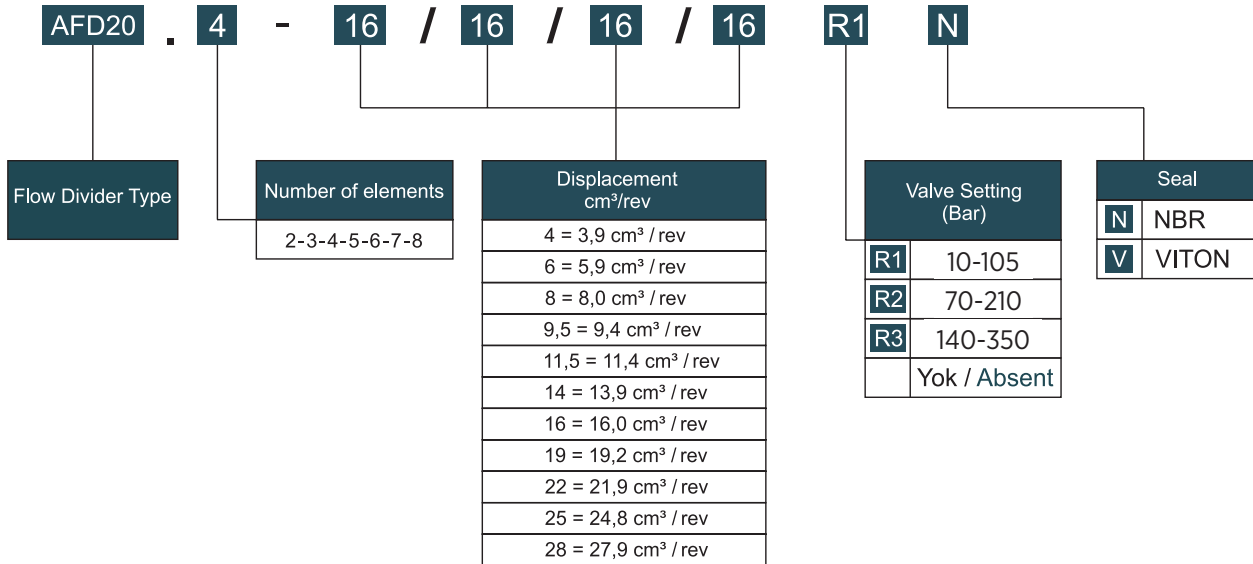 AFD20 . 4 - 16 / 16 / 16 / 16 R1 N
Flow Divider Type
Number of elements
2-3-4-5-6-7-8
Displacement
cm³/rev
4 = 3,9 cm³ / rev
6 = 5,9 cm³ / rev
8 = 8,0 cm³ / rev
9,5 = 9,4 cm³ / rev
11,5 = 11,4 cm³ / rev
14 = 13,9 cm³ / rev
16 = 16,0 cm³ / rev
19 = 19,2 cm³ / rev
22 = 21,9 cm³ / rev
25 = 24,8 cm³ / rev
28 = 27,9 cm³ / rev
Valve Setting
(Bar)
R1 10-105
R2 70-210
R3 140-350
Yok / Absent
Seal
N NBR
V VITON